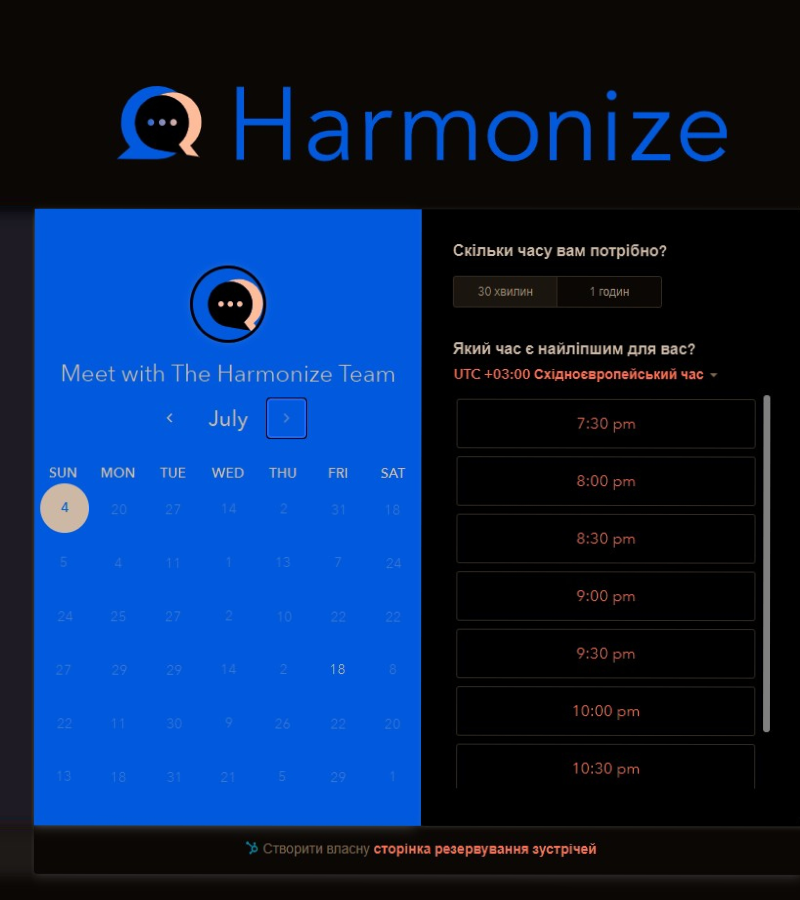 Harmonize
Meet with The Harmonize Team
July
SUN MON TUE WED THU FRI SAT
4 20 27 14 2 31 18
5 4 11 1 13 7 24
24 25 27 2 10 22 22
27 29 29 14 2 18 8
22 11 30 9 26 22 20
13 18 31 21 5 29 1
Скільки часу вам потрібно?
30 хвилин 1 годин
Який час є найліпшим для вас?
UTC +03:00 Східноєвропейський час
7:30 pm
8:00 pm
8:30 pm
9:00 pm
9:30 pm
10:00 pm
10:30 pm
Створити власну сторінка резервування зустрічей